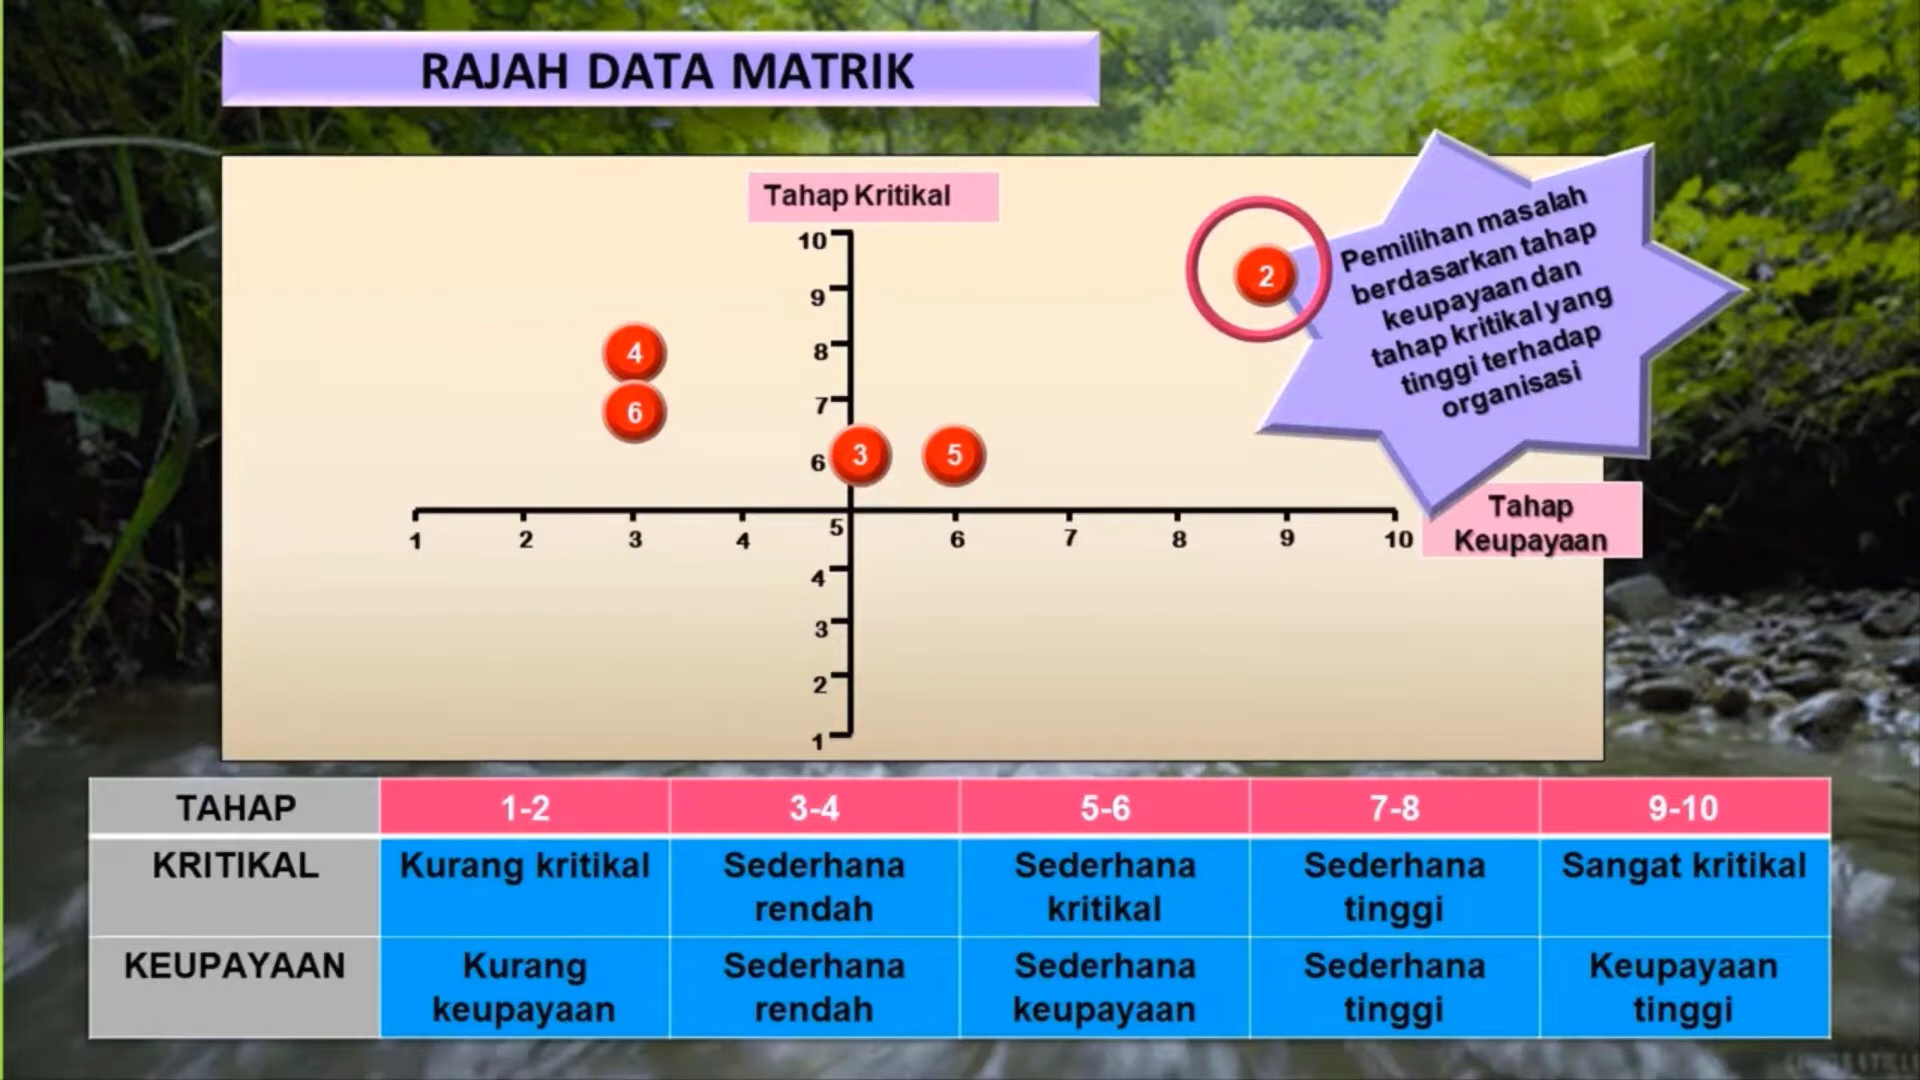 RAJAH DATA MATRIK
Tahap Kritikal
Pemilihan masalah
berdasarkan tahap
keupayaan dan
tahap kritikal yang
tinggi terhadap
organisasi
10
9
8
7
6
5
4
3
2
1
2
4
6
3
5
1 2 3 4 6 7 8 9 10
Tahap
Keupayaan
TAHAP 1-2 3-4 5-6 7-8 9-10
KRITIKAL Kurang kritikal Sederhana Sederhana Sederhana Sangat kritikal
rendah kritikal tinggi
KEUPAYAAN Kurang Sederhana Sederhana Sederhana Keupayaan
keupayaan rendah keupayaan tinggi tinggi